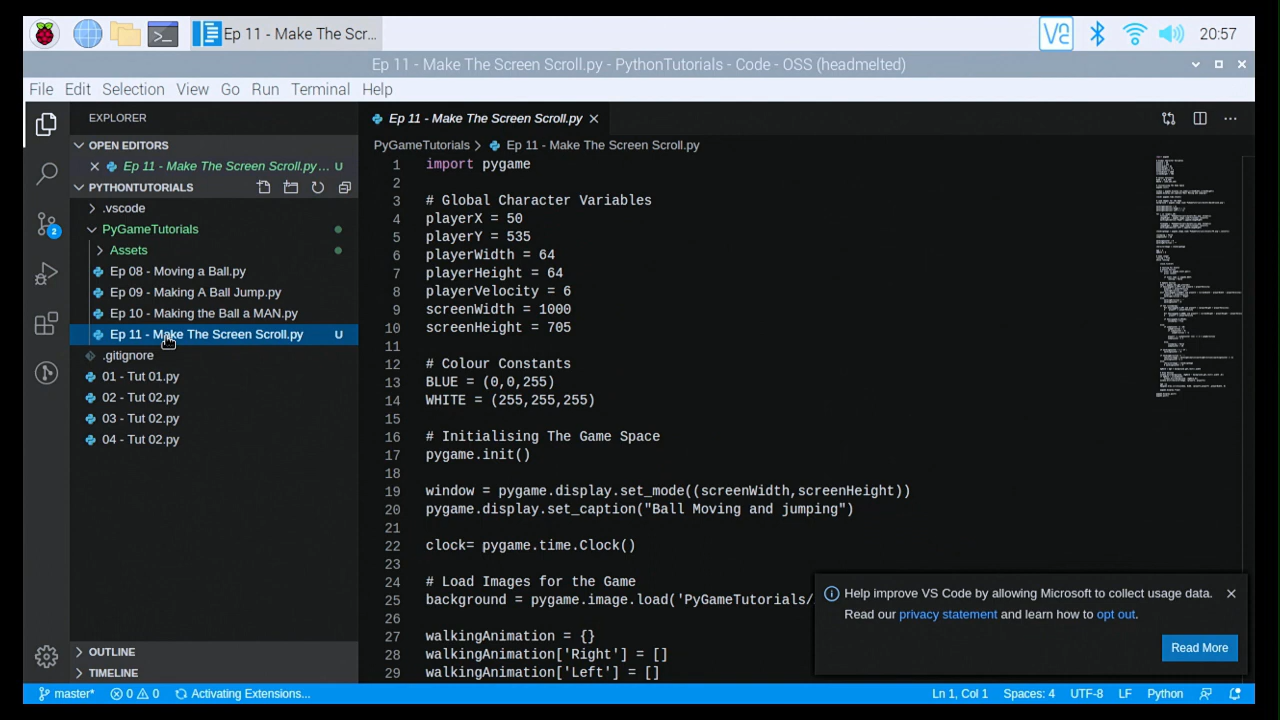 Ep 11 - Make The Scr...
20:57
Ep 11 - Make The Screen Scroll.py - PythonTutorials - Code - OSS (headmelted)
File Edit Selection View Go Run Terminal Help
EXPLORER
OPEN EDITORS
Ep 11 - Make The Screen Scroll.py... U
PYTHONTUTORIALS
.vscode
PyGameTutorials
Assets
Ep 08 - Moving a Ball.py
Ep 09 - Making A Ball Jump.py
Ep 10 - Making the Ball a MAN.py
Ep 11 - Make The Screen Scroll.py U
.gitignore
01 - Tut 01.py
02 - Tut 02.py
03 - Tut 02.py
04 - Tut 02.py
OUTLINE
TIMELINE
2
Ep 11 - Make The Screen Scroll.py
PyGameTutorials > Ep 11 - Make The Screen Scroll.py
1 import pygame
2
3 # Global Character Variables
4 playerX = 50
5 playerY = 535
6 playerWidth = 64
7 playerHeight = 64
8 playerVelocity = 6
9 screenWidth = 1000
10 screenHeight = 705
11
12 # Colour Constants
13 BLUE = (0,0,255)
14 WHITE = (255,255,255)
15
16 # Initialising The Game Space
17 pygame.init()
18
19 window = pygame.display.set_mode((screenWidth,screenHeight))
20 pygame.display.set_caption("Ball Moving and jumping")
21
22 clock= pygame.time.Clock()
23
24 # Load Images for the Game
25 background = pygame.image.load('PyGameTutorials/
26
27 walkingAnimation = {}
28 walkingAnimation['Right'] = []
29 walkingAnimation['Left'] = []
Help improve VS Code by allowing Microsoft to collect usage data.
Read our privacy statement and learn how to opt out.
Read More
master* 0 0 Activating Extensions...
Ln 1, Col 1 Spaces: 4 UTF-8 LF Python